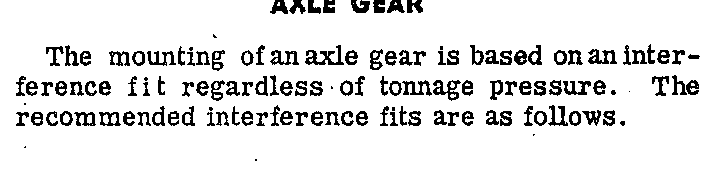 AXLE GEAR
The mounting of an axle gear is based on an inter-
ference fit regardless of tonnage pressure. The
recommended interference fits are as follows.